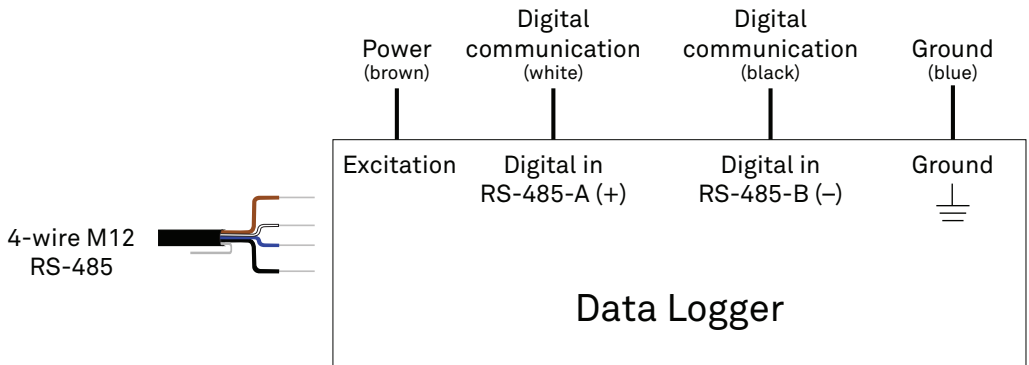 Power
(brown)
Digital
communication
(white)
Digital
communication
(black)
Ground
(blue)
Excitation
Digital in
RS-485-A (+)
Digital in
RS-485-B (–)
Ground
4-wire M12
RS-485
Data Logger